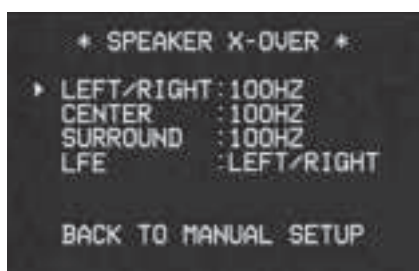 * SPEAKER X-OVER *
LEFT/RIGHT:100HZ
CENTER :100HZ
SURROUND :100HZ
LFE :LEFT/RIGHT
BACK TO MANUAL SETUP